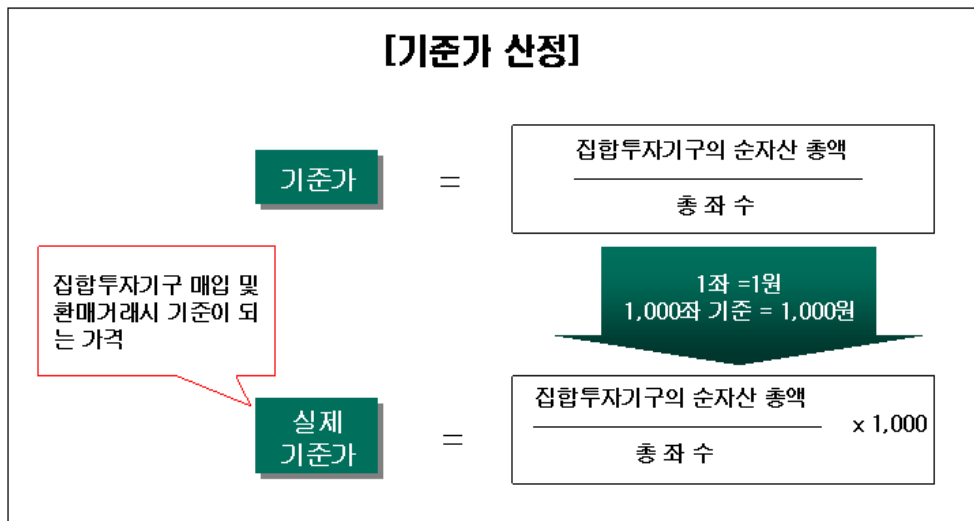 [기준가 산정]
기준가
=
집합투자기구의 순자산 총액
총 좌 수
집합투자기구 매입 및
환매거래시 기준이 되
는 가격
1좌 =1원
1,000좌 기준 = 1,000원
실제
기준가
=
집합투자기구의 순자산 총액
총 좌 수
x 1,000